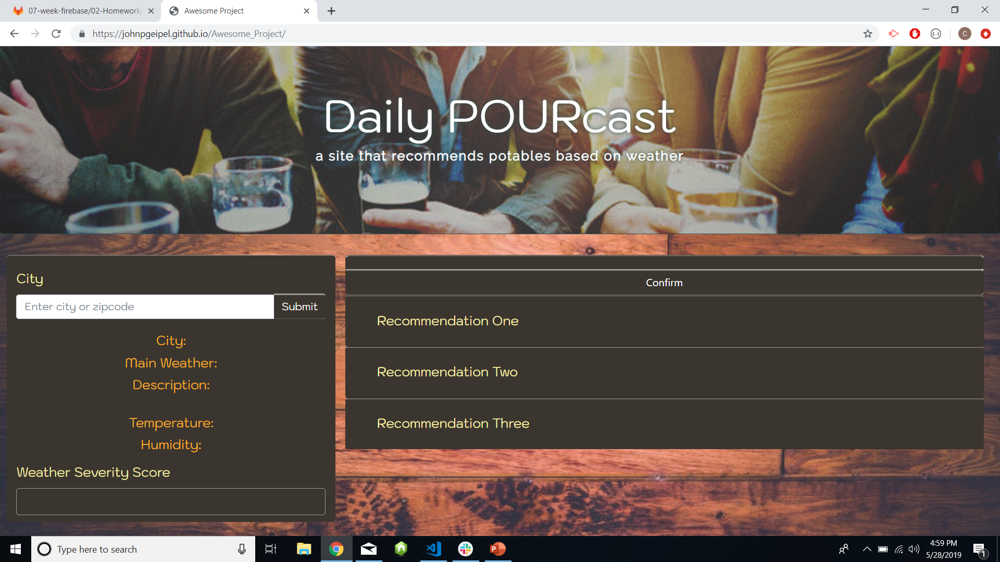 07-week-firebase/02-Homework/
Awesome Project
https://johnpgeipel.github.io/Awesome_Project/
C
Daily POURcast
a site that recommends potables based on weather
City
Enter city or zipcode
Submit
City:
Main Weather:
Description:
Temperature:
Humidity:
Weather Severity Score
Confirm
Recommendation One
Recommendation Two
Recommendation Three
Type here to search
4:59 PM
5/28/2019
1